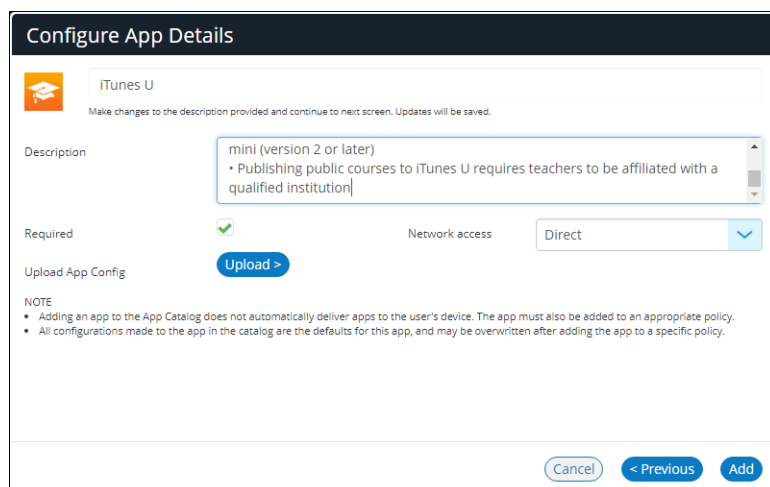 Configure App Details
iTunes U
Make changes to the description provided and continue to next screen. Updates will be saved.
Description
mini (version 2 or later)
• Publishing public courses to iTunes U requires teachers to be affiliated with a
qualified institution
Required
Network access
Direct
Upload App Config
Upload >
NOTE
• Adding an app to the App Catalog does not automatically deliver apps to the user's device. The app must also be added to an appropriate policy.
• All configurations made to the app in the catalog are the defaults for this app, and may be overwritten after adding the app to a specific policy.
Cancel
< Previous
Add